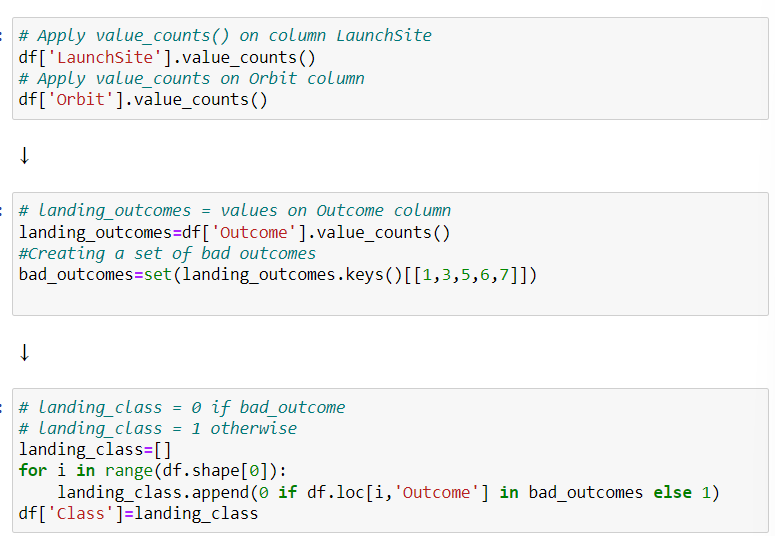 # Apply value_counts() on column LaunchSite
df['LaunchSite'].value_counts()
# Apply value_counts on Orbit column
df['Orbit'].value_counts()
↓
# landing_outcomes = values on Outcome column
landing_outcomes=df['Outcome'].value_counts()
#Creating a set of bad outcomes
bad_outcomes=set(landing_outcomes.keys()[[1,3,5,6,7]])
↓
# landing_class = 0 if bad_outcome
# landing_class = 1 otherwise
landing_class=[]
for i in range(df.shape[0]):
    landing_class.append(0 if df.loc[i,'Outcome'] in bad_outcomes else 1)
df['Class']=landing_class